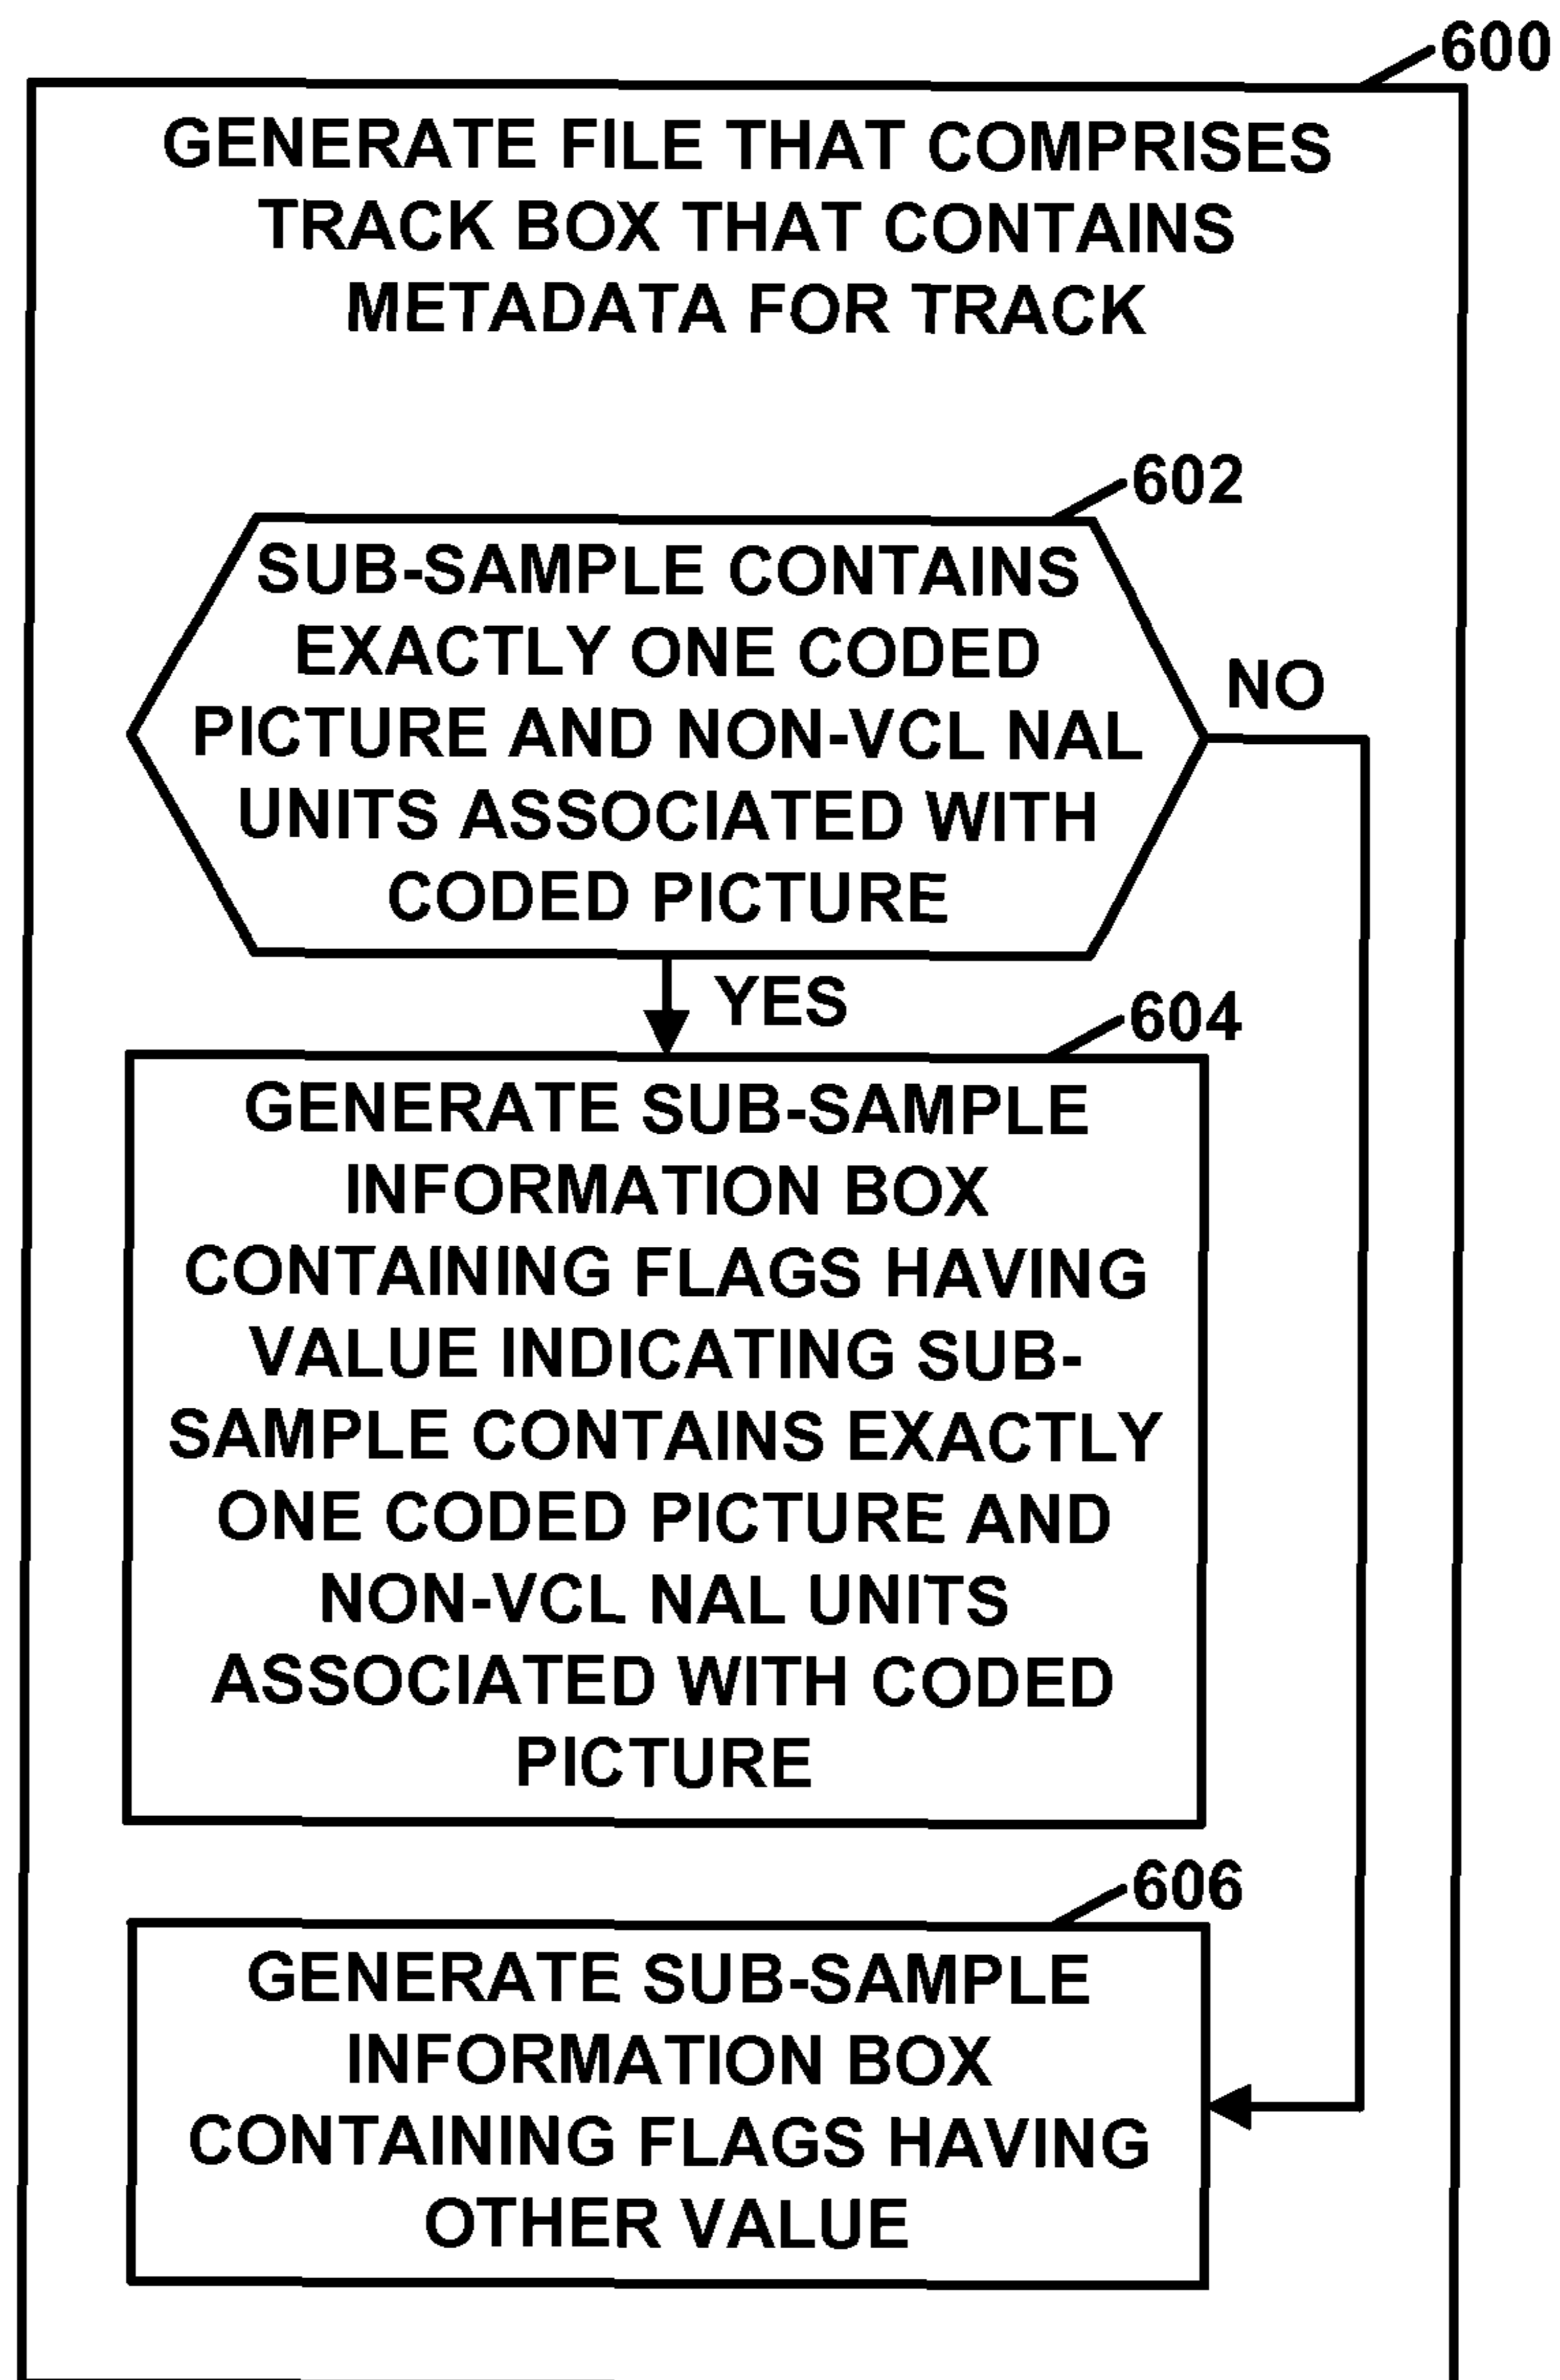 600
GENERATE FILE THAT COMPRISES
TRACK BOX THAT CONTAINS
METADATA FOR TRACK
602
SUB-SAMPLE CONTAINS
EXACTLY ONE CODED
PICTURE AND NON-VCL NAL
UNITS ASSOCIATED WITH
CODED PICTURE
NO
YES
604
GENERATE SUB-SAMPLE
INFORMATION BOX
CONTAINING FLAGS HAVING
VALUE INDICATING SUB-
SAMPLE CONTAINS EXACTLY
ONE CODED PICTURE AND
NON-VCL NAL UNITS
ASSOCIATED WITH CODED
PICTURE
606
GENERATE SUB-SAMPLE
INFORMATION BOX
CONTAINING FLAGS HAVING
OTHER VALUE